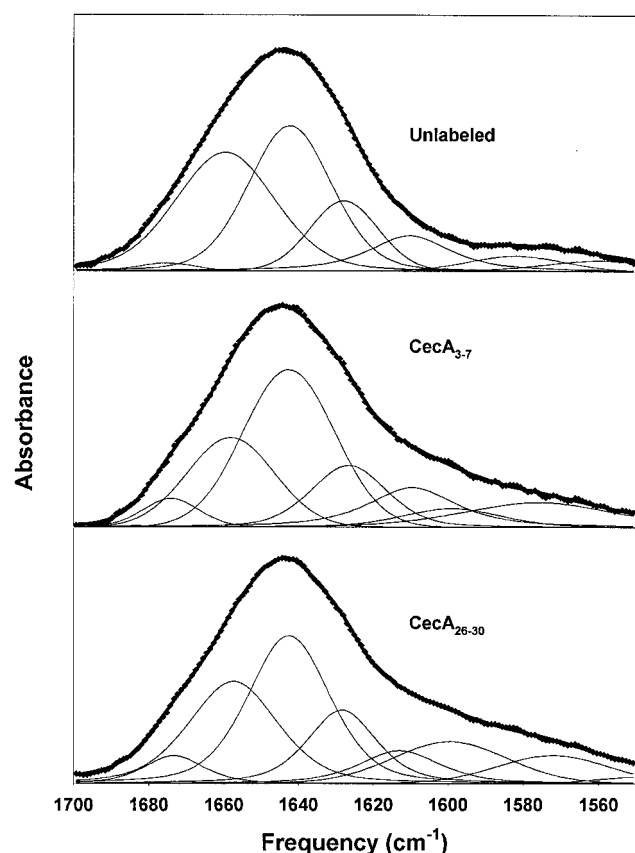 Unlabeled
CecA3-7
CecA26-30
Absorbance
1700 1680 1660 1640 1620 1600 1580 1560
Frequency (cm-1)